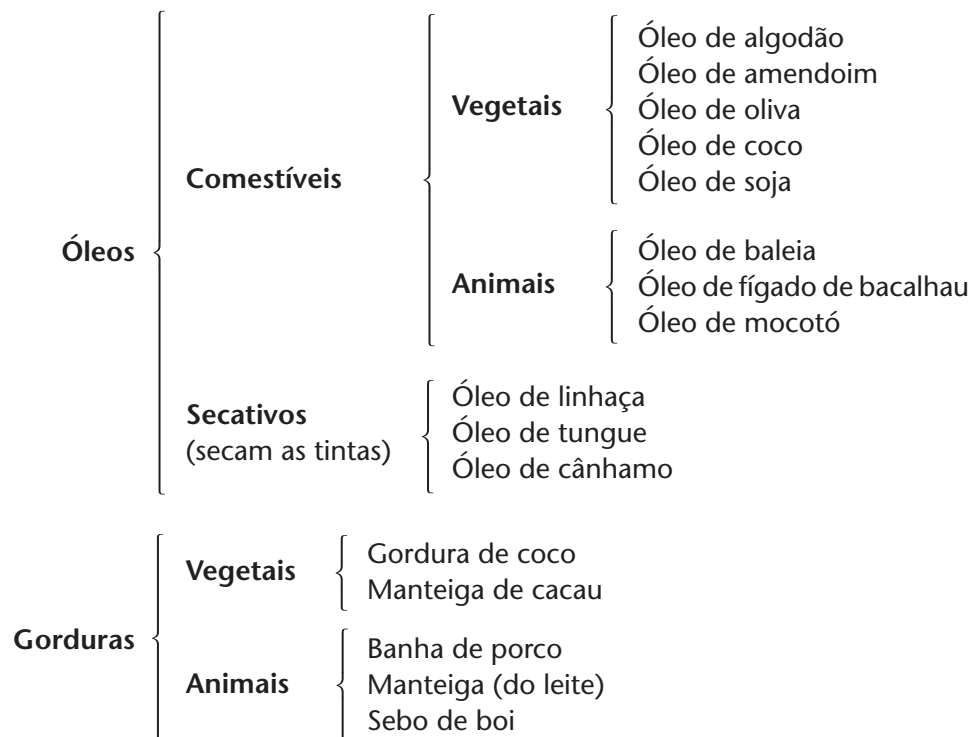 Óleos
Comestíveis
Vegetais
Óleo de algodão
Óleo de amendoim
Óleo de oliva
Óleo de coco
Óleo de soja
Animais
Óleo de baleia
Óleo de fígado de bacalhau
Óleo de mocotó
Secativos
(secam as tintas)
Óleo de linhaça
Óleo de tungue
Óleo de cânhamo
Gorduras
Vegetais
Gordura de coco
Manteiga de cacau
Animais
Banha de porco
Manteiga (do leite)
Sebo de boi